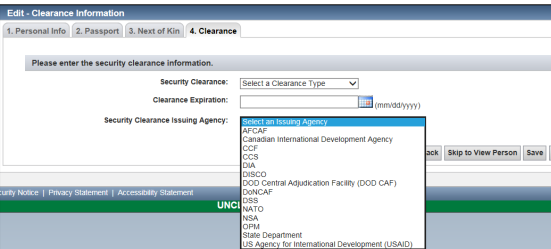 Edit - Clearance Information
1. Personal Info 2. Passport 3. Next of Kin 4. Clearance
Please enter the security clearance information.
Security Clearance: Select a Clearance Type
Clearance Expiration: (mm/dd/yyyy)
Security Clearance Issuing Agency: Select an Issuing Agency
AFCAF
Canadian International Development Agency
CCF
CCS
DIA
DISCO
DOD Central Adjudication Facility (DOD CAF)
DoNCAF
DSS
NATO
NSA
OPM
State Department
US Agency for International Development (USAID)
ack Skip to View Person Save
curity Notice | Privacy Statement | Accessibility Statement
UNC